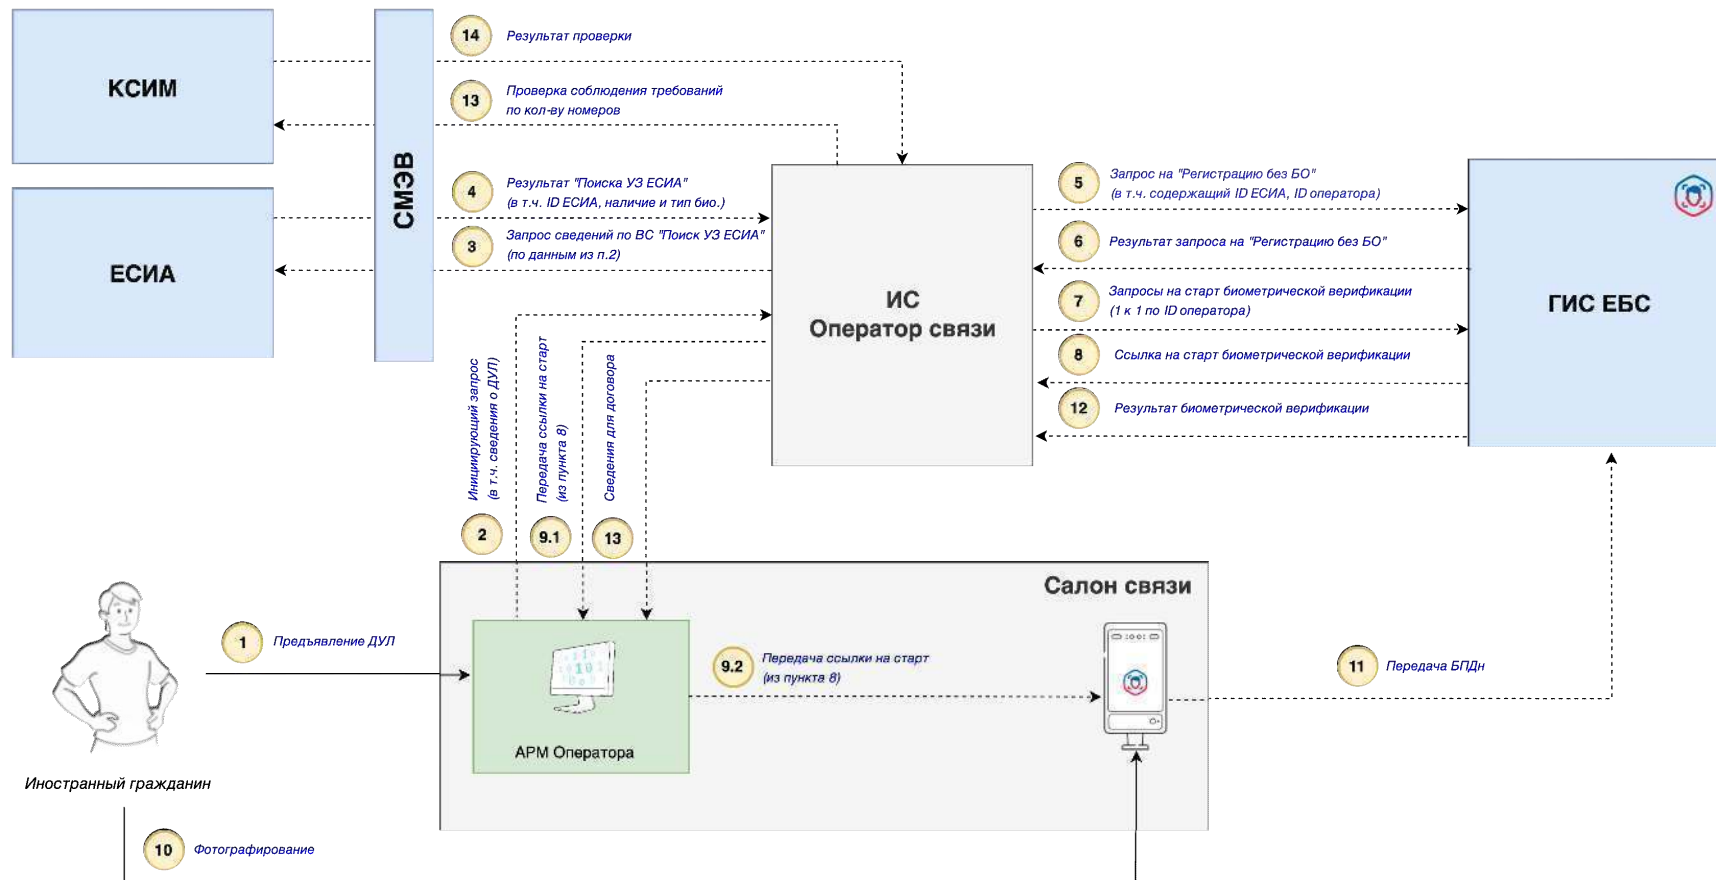 14
Результат проверки
КСИМ
13
Проверка соблюдения требований
по кол-ву номеров
СМЭВ
4
Результат "Поиска УЗ ЕСИА"
(в т.ч. ID ЕСИА, наличие и тип био.)
3
Запрос сведений по ВС "Поиск УЗ ЕСИА"
(по данным из п.2)
ЕСИА
ИС
Оператор связи
5
Запрос на "Регистрацию без БО"
(в т.ч. содержащий ID ЕСИА, ID оператора)
6
Результат запроса на "Регистрацию без БО"
7
Запросы на старт биометрической верификации
(1 к 1 по ID оператора)
8
Ссылка на старт биометрической верификации
12
Результат биометрической верификации
ГИС ЕБС
Инициирующий запрос
(в т.ч. сведения о ДУЛ)
2
Передача ссылки на старт
(из пункта 8)
9.1
Сведения для договора
13
Салон связи
1
Предъявление ДУЛ
9.2
Передача ссылки на старт
(из пункта 8)
11
Передача БПДн
АРМ Оператора
Иностранный гражданин
10
Фотографирование